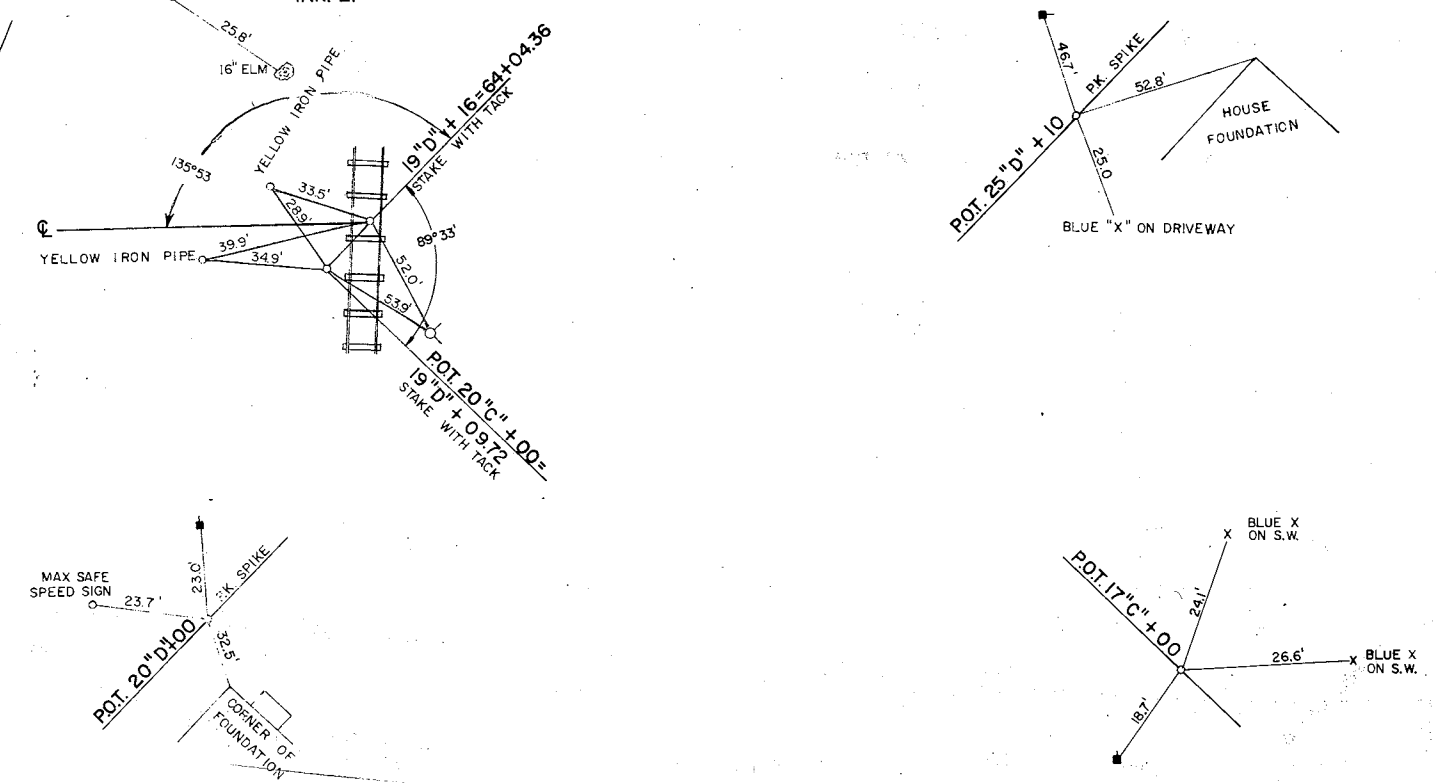 25.8'
16" ELM
YELLOW IRON PIPE
135°53
33.5'
28.9'
19 "D" + 16 = 64+04.36
STAKE WITH TACK
℄
39.9'
YELLOW IRON PIPE
34.9'
89°33'
52.0'
53.9'
P.O.T. 20 "C" + 00=
19 "D" + 09.72
STAKE WITH TACK
46.7'
P.K. SPIKE
52.8'
HOUSE
FOUNDATION
P.O.T. 25 "D" + 10
25.0
BLUE "X" ON DRIVEWAY
MAX SAFE
SPEED SIGN
23.7'
23.0'
P.K. SPIKE
P.O.T. 20 "D"+00
32.5'
CORNER OF
FOUNDATION
X BLUE X
ON S.W.
P.O.T. 17 "C" + 00
24.1'
26.6'
X BLUE X
ON S.W.
18.7'